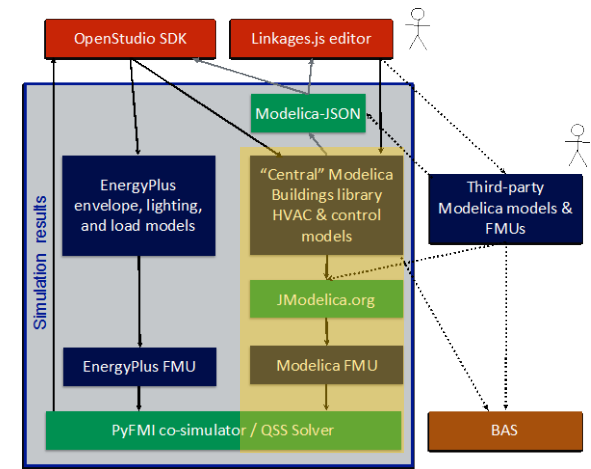 OpenStudio SDK
Linkages.js editor
Modelica-JSON
EnergyPlus
envelope, lighting,
and load models
“Central” Modelica
Buildings library
HVAC & control
models
Third-party
Modelica models &
FMUs
Simulation results
JModelica.org
EnergyPlus FMU
Modelica FMU
PyFMI co-simulator / QSS Solver
BAS